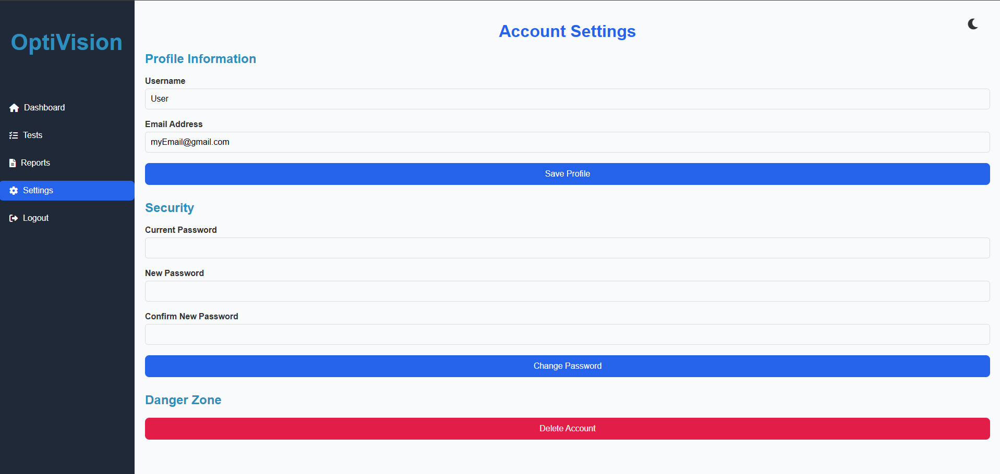 OptiVision
Dashboard
Tests
Reports
Settings
Logout
Account Settings
Profile Information
Username
User
Email Address
myEmail@gmail.com
Save Profile
Security
Current Password
New Password
Confirm New Password
Change Password
Danger Zone
Delete Account